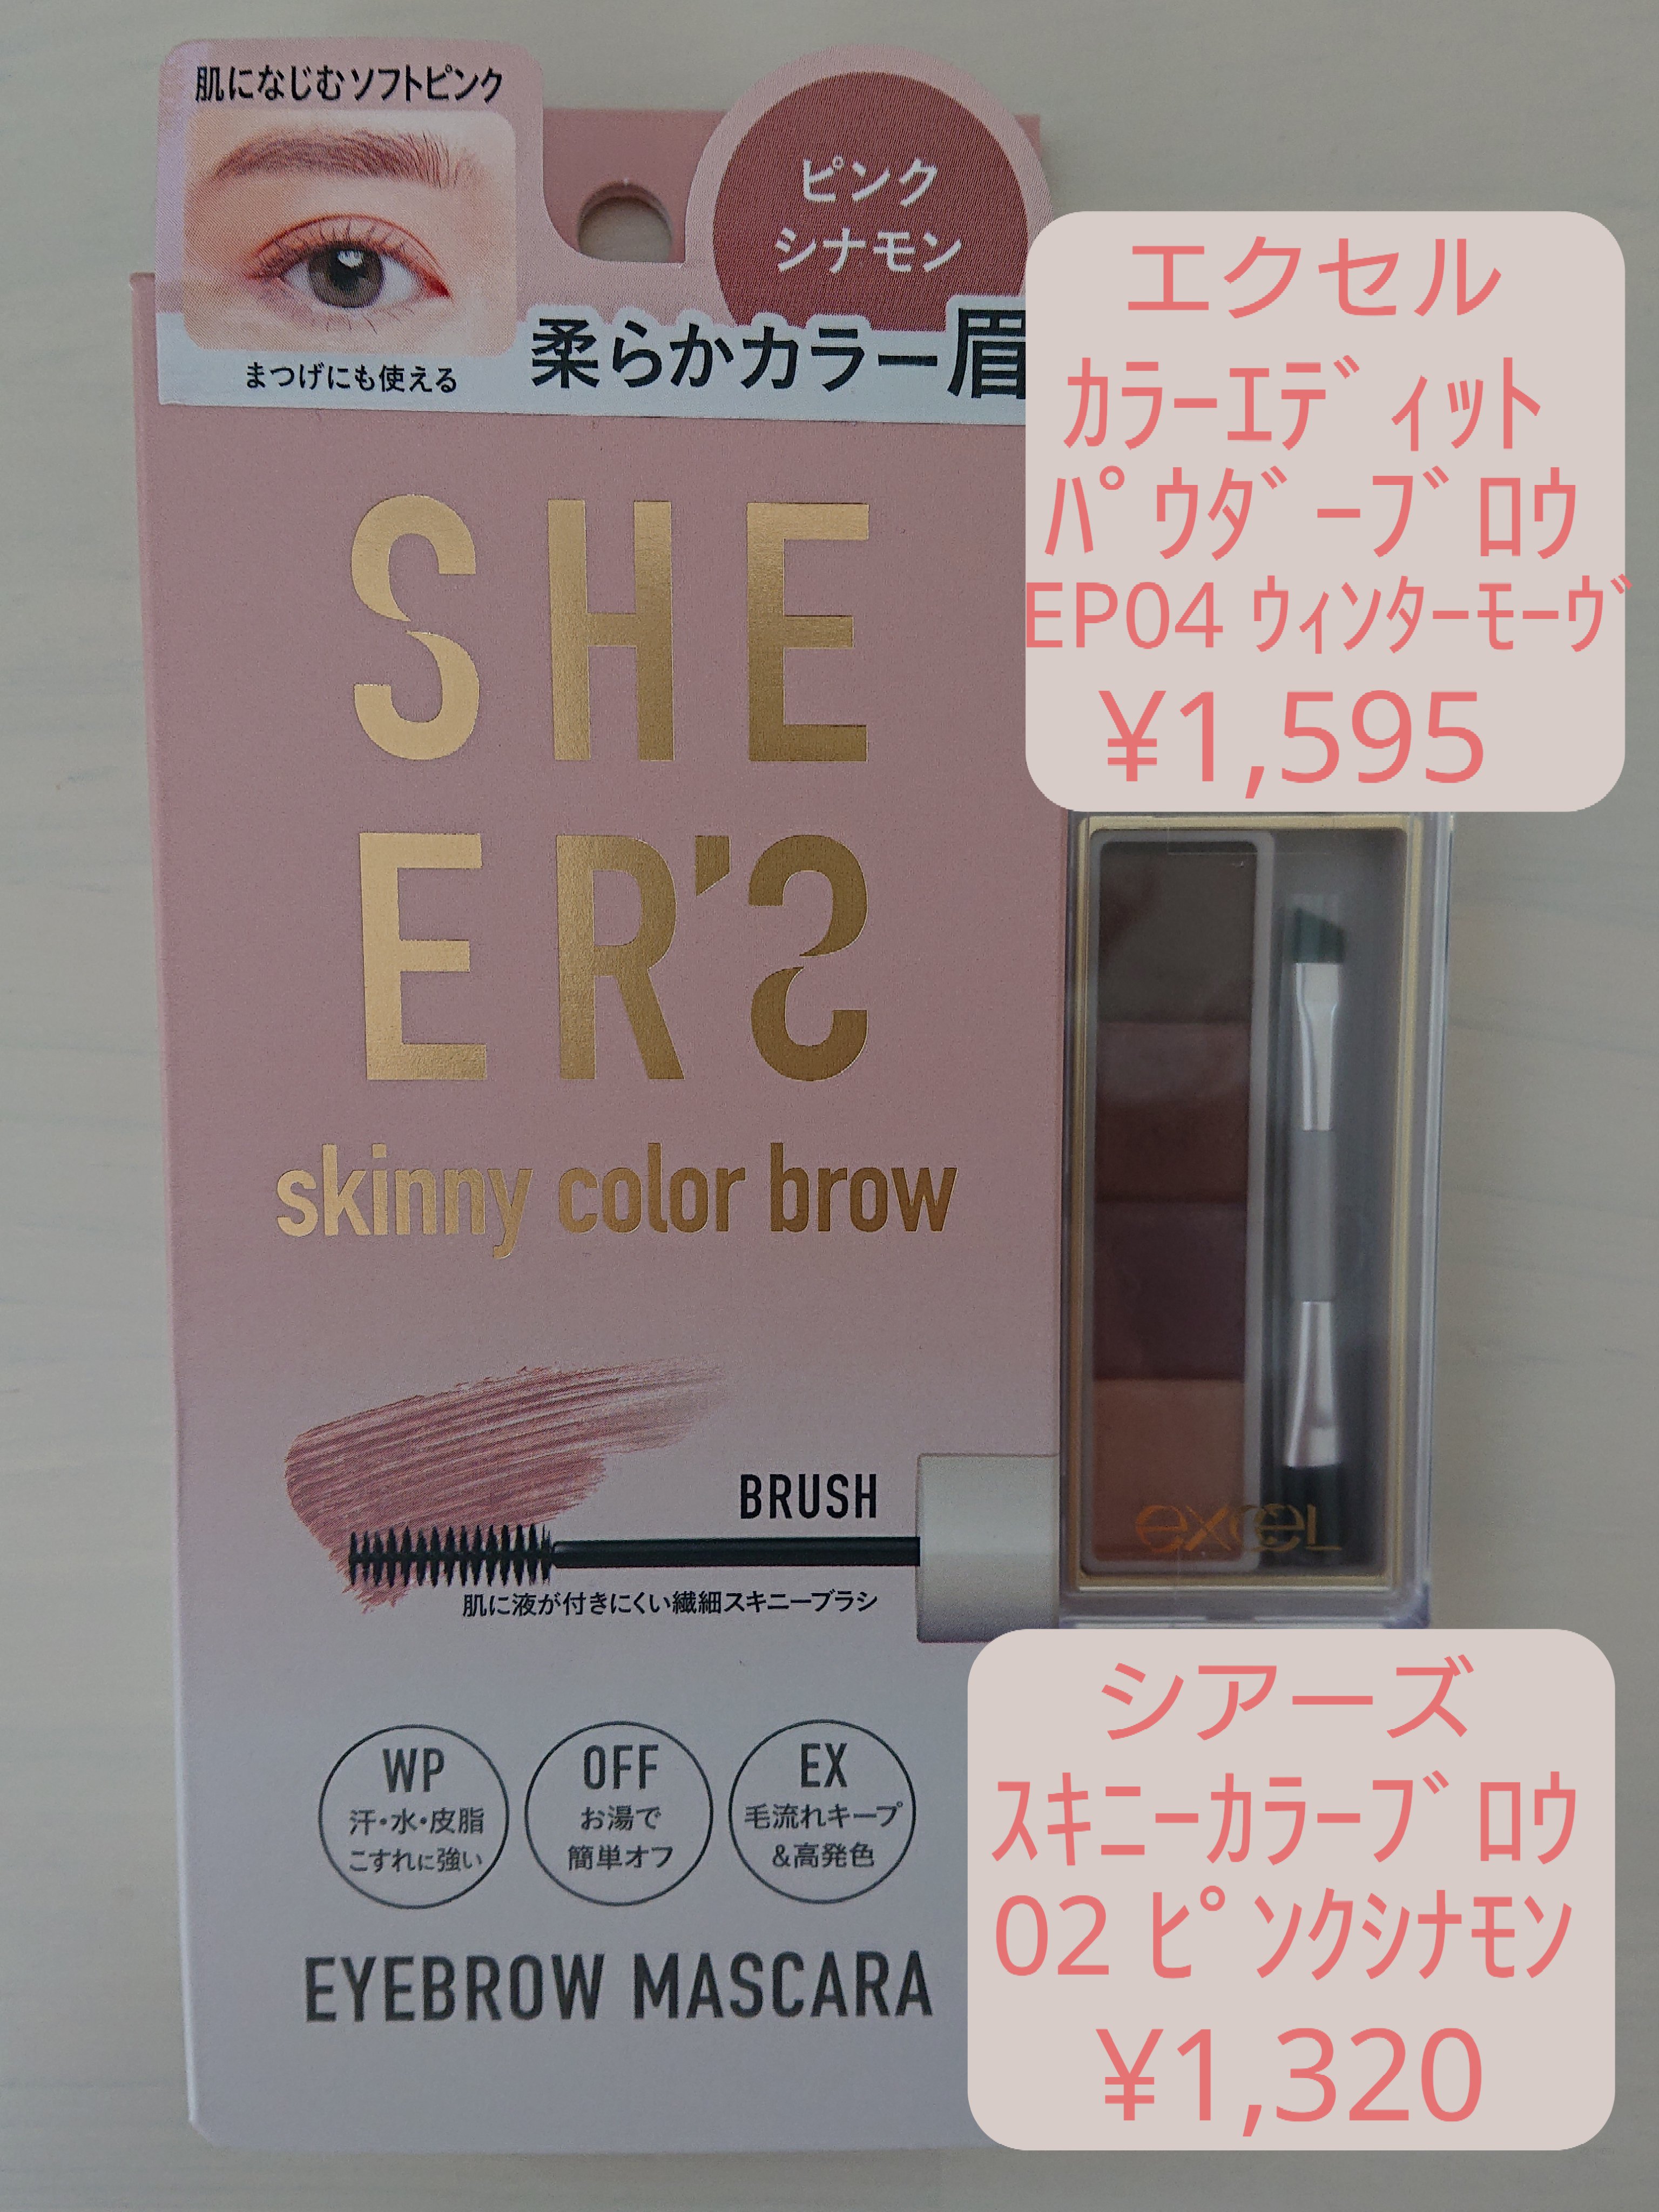 肌になじむソフトピンク
まつげにも使える
ピンク
シナモン
柔らかカラー眉
エクセル
ｶﾗｰｴﾃﾞｨｯﾄ
ﾊﾟｳﾀﾞｰﾌﾞﾛｳ
EP04 ｳｨﾝﾀｰﾓｰｳﾞ
¥1,595
SHE
ER'S
skinny color brow
BRUSH
肌に液が付きにくい繊細スキニーブラシ
excel
WP
汗・水・皮脂
こすれに強い
OFF
お湯で
簡単オフ
EX
毛流れキープ
&高発色
EYEBROW MASCARA
シアーズ
ｽｷﾆｰｶﾗｰﾌﾞﾛｳ
02 ﾋﾟﾝｸｼﾅﾓﾝ
¥1,320